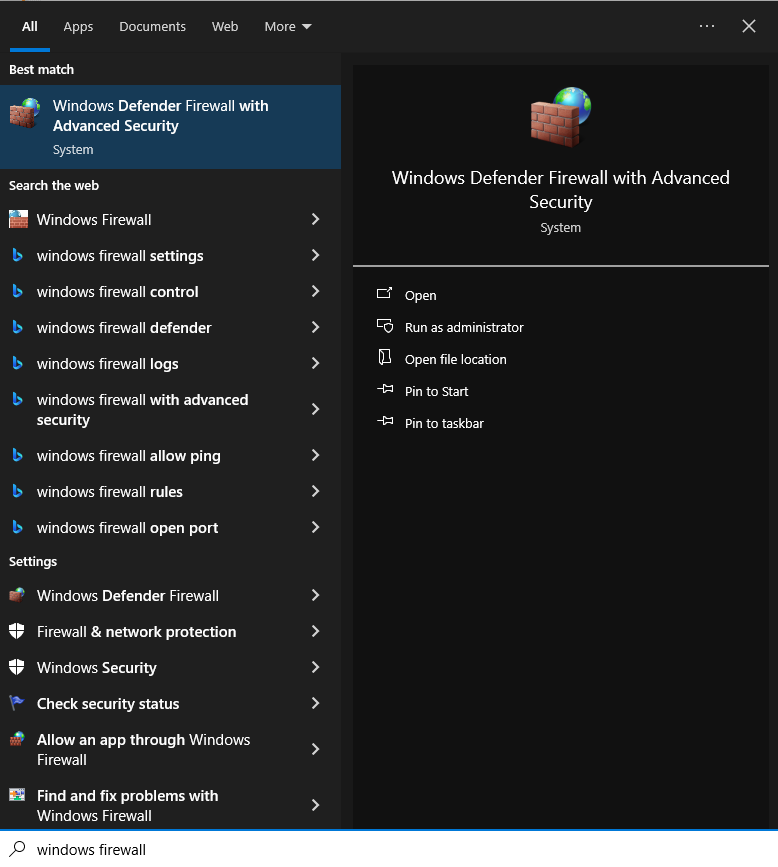 All Apps Documents Web More
Best match
Windows Defender Firewall with
Advanced Security
System
Search the web
Windows Firewall
windows firewall settings
windows firewall control
windows firewall defender
windows firewall logs
windows firewall with advanced
security
windows firewall allow ping
windows firewall rules
windows firewall open port
Settings
Windows Defender Firewall
Firewall & network protection
Windows Security
Check security status
Allow an app through Windows
Firewall
Find and fix problems with
Windows Firewall
windows firewall
Windows Defender Firewall with Advanced
Security
System
Open
Run as administrator
Open file location
Pin to Start
Pin to taskbar